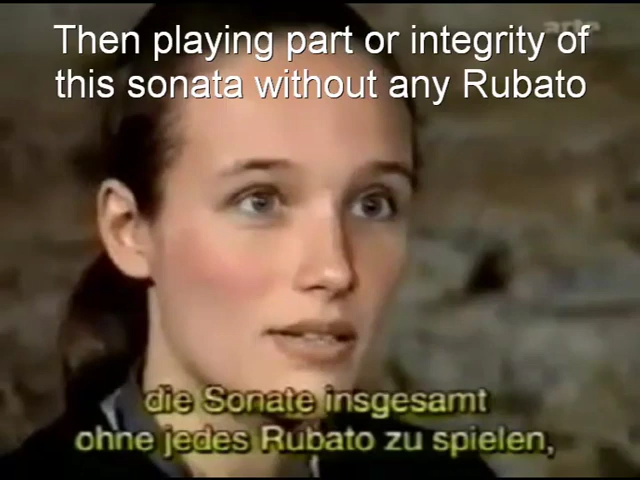 arte
Then playing part or integrity of
this sonata without any Rubato
die Sonate insgesamt
ohne jedes Rubato zu spielen,